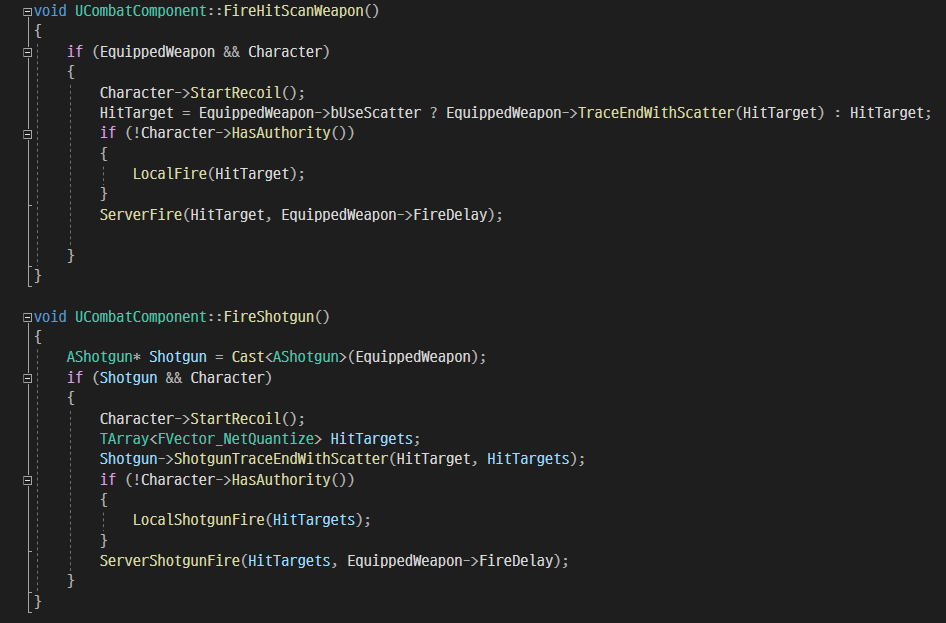 void UCombatComponent::FireHitScanWeapon()
{
    if (EquippedWeapon && Character)
    {
        Character->StartRecoil();
        HitTarget = EquippedWeapon->bUseScatter ? EquippedWeapon->TraceEndWithScatter(HitTarget) : HitTarget;
        if (!Character->HasAuthority())
        {
            LocalFire(HitTarget);
        }
        ServerFire(HitTarget, EquippedWeapon->FireDelay);

    }
}

void UCombatComponent::FireShotgun()
{
    AShotgun* Shotgun = Cast<AShotgun>(EquippedWeapon);
    if (Shotgun && Character)
    {
        Character->StartRecoil();
        TArray<FVector_NetQuantize> HitTargets;
        Shotgun->ShotgunTraceEndWithScatter(HitTarget, HitTargets);
        if (!Character->HasAuthority())
        {
            LocalShotgunFire(HitTargets);
        }
        ServerShotgunFire(HitTargets, EquippedWeapon->FireDelay);
    }
}